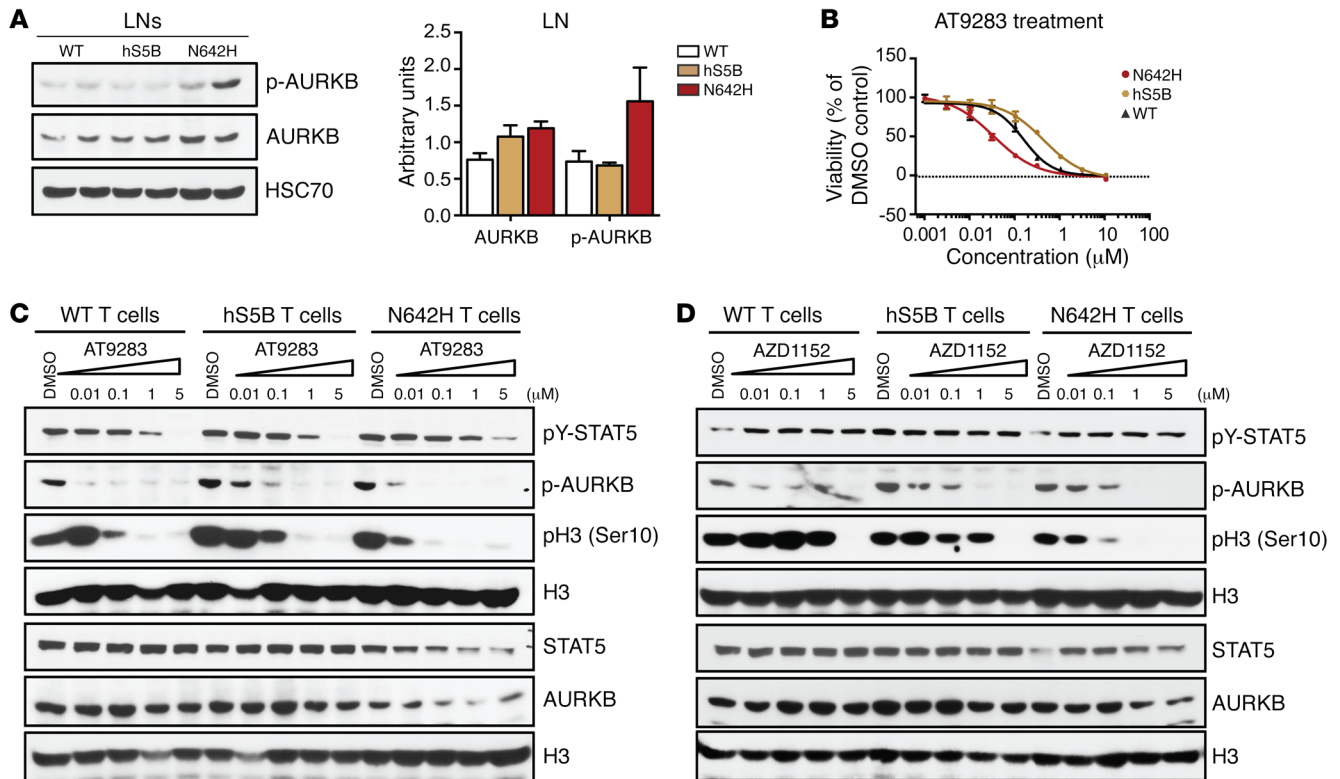 A
LNs
WT hS5B N642H
p-AURKB
AURKB
HSC70
LN
Arbitrary units
2.5
2.0
1.5
1.0
0.5
0.0
AURKB p-AURKB
WT
hS5B
N642H
B
AT9283 treatment
Viability (% of
DMSO control)
150
100
50
0
-50
0.001 0.01 0.1 1 10 100
Concentration (μM)
N642H
hS5B
WT
C
WT T cells hS5B T cells N642H T cells
DMSO AT9283 DMSO AT9283 DMSO AT9283
0.01 0.1 1 5 0.01 0.1 1 5 0.01 0.1 1 5 (μM)
pY-STAT5
p-AURKB
pH3 (Ser10)
H3
STAT5
AURKB
H3
D
WT T cells hS5B T cells N642H T cells
DMSO AZD1152 DMSO AZD1152 DMSO AZD1152
0.01 0.1 1 5 0.01 0.1 1 5 0.01 0.1 1 5 (μM)
pY-STAT5
p-AURKB
pH3 (Ser10)
H3
STAT5
AURKB
H3